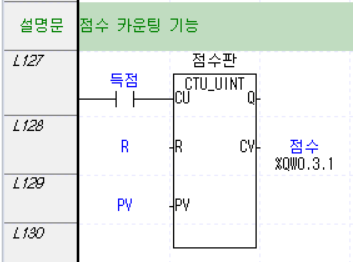 설명문 점수 카운팅 기능
L127 점수판
득점 CTU_UINT
CU Q
L128
R R CV 점수
%QW0.3.1
L129
PV PV
L130